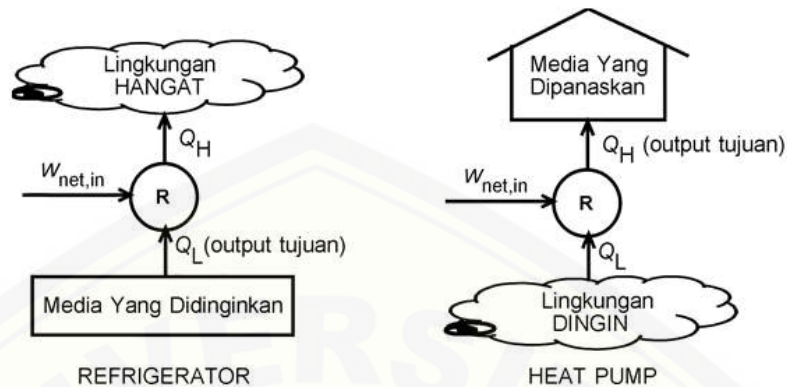 Lingkungan
HANGAT
Q_H
W_net,in
R
Q_L (output tujuan)
Media Yang Didinginkan
REFRIGERATOR
Media Yang
Dipanaskan
Q_H (output tujuan)
W_net,in
R
Q_L
Lingkungan
DINGIN
HEAT PUMP